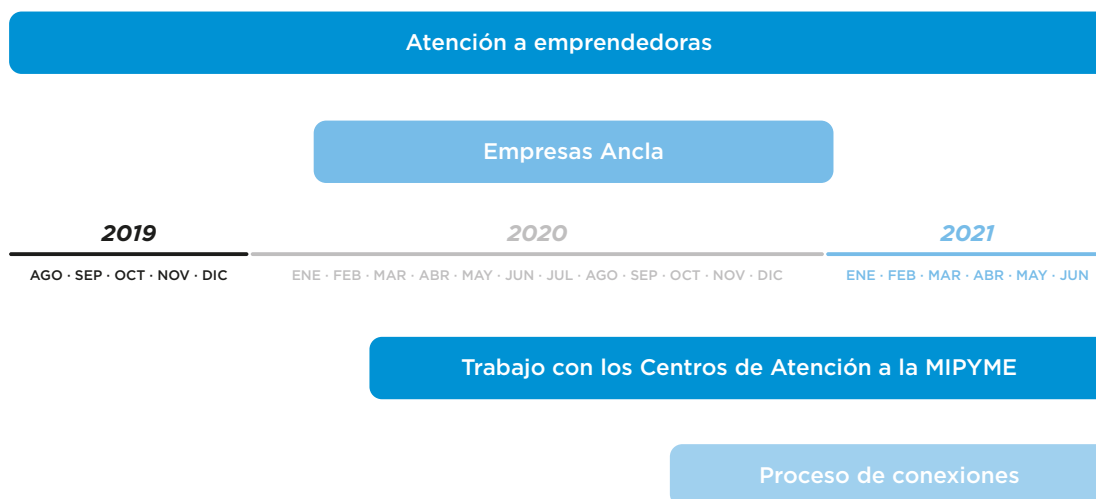 Atención a emprendedoras
Empresas Ancla
2019 2020 2021
AGO · SEP · OCT · NOV · DIC ENE · FEB · MAR · ABR · MAY · JUN · JUL · AGO · SEP · OCT · NOV · DIC ENE · FEB · MAR · ABR · MAY · JUN
Trabajo con los Centros de Atención a la MIPYME
Proceso de conexiones